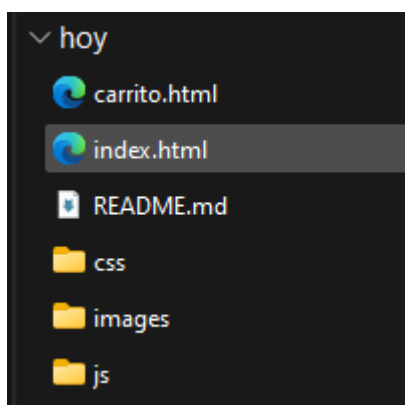 hoy
carrito.html
index.html
README.md
css
images
js